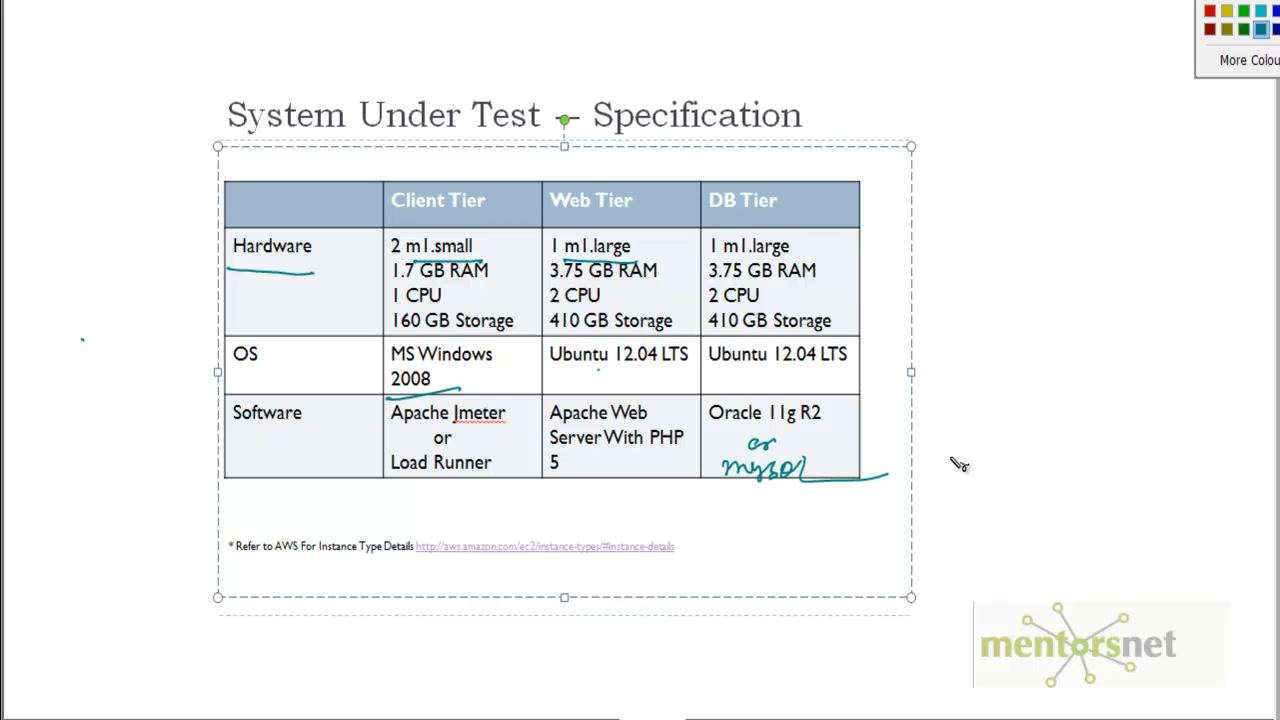 More Colou
System Under Test – Specification
Client Tier
Web Tier
DB Tier
Hardware
2 m1.small
1.7 GB RAM
1 CPU
160 GB Storage
1 m1.large
3.75 GB RAM
2 CPU
410 GB Storage
1 m1.large
3.75 GB RAM
2 CPU
410 GB Storage
OS
MS Windows
2008
Ubuntu 12.04 LTS
Ubuntu 12.04 LTS
Software
Apache Jmeter
or
Load Runner
Apache Web
Server With PHP
5
Oracle 11g R2
or
mysql
* Refer to AWS For Instance Type Details http://aws.amazon.com/ec2/instance-types/#instance-details
mentorsnet